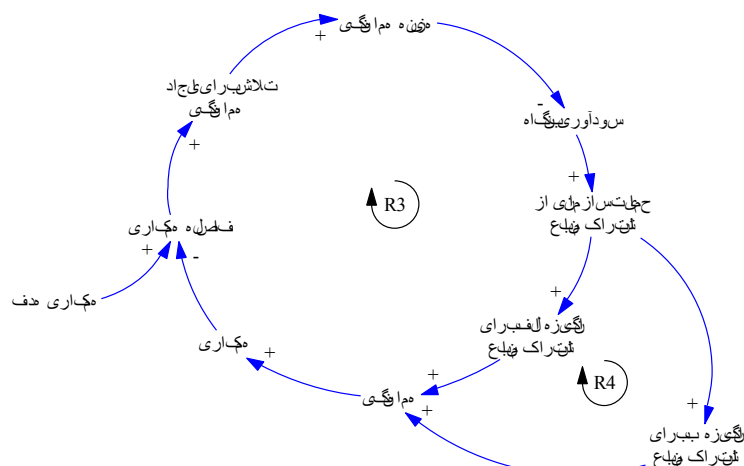 هزینه هماهنگی
تلاش برای ایجاد
هماهنگی
+
-
سودآوری بنگاه
+
+
R3
حمایت سازمانی از
اشتراک منابع
فاصله همکاری
+
-
همکاری هدف
+
انگیزه الف برای
اشتراک منابع
همکاری
+
+
R4
هماهنگی
+
+
انگیزه ب برای
اشتراک منابع